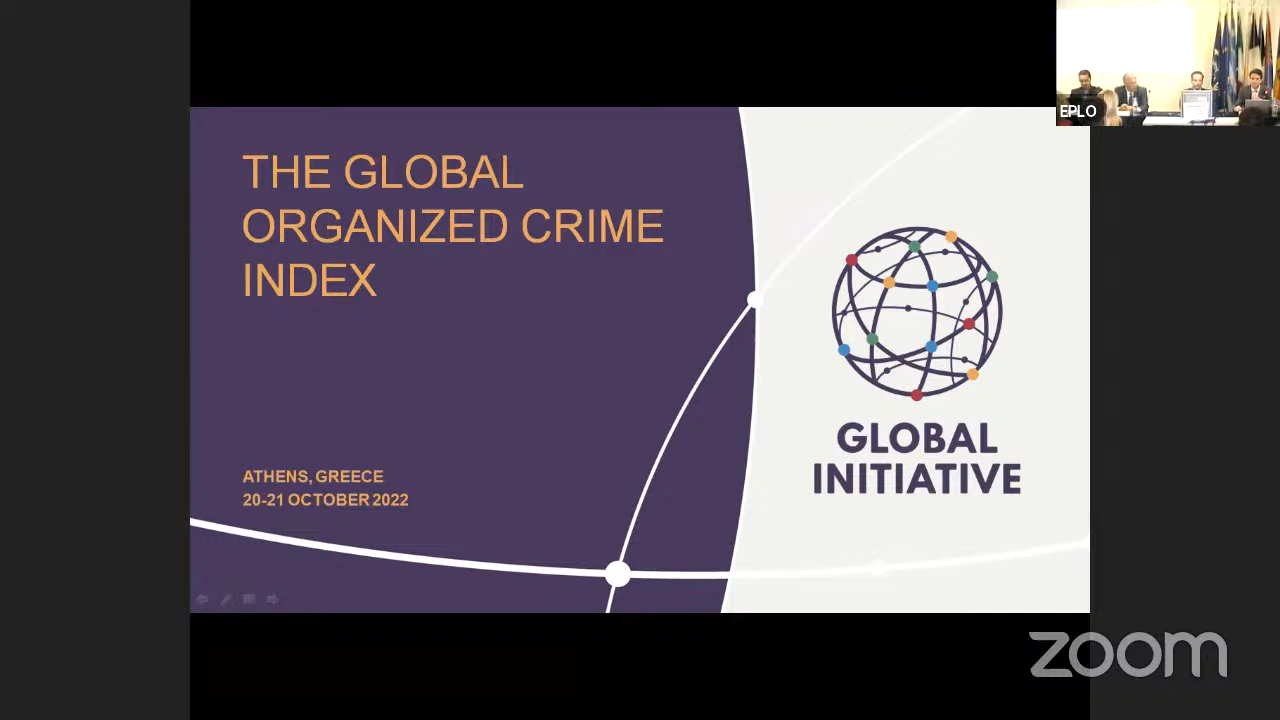 EPLO
THE GLOBAL
ORGANIZED CRIME
INDEX
GLOBAL
INITIATIVE
ATHENS, GREECE
20-21 OCTOBER 2022
zoom